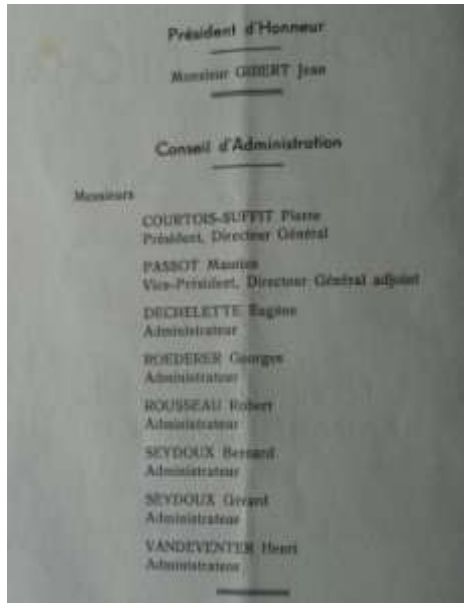 Président d'Honneur
Monsieur GIBERT Jean
Conseil d'Administration
Messieurs
COURTOIS-SUFFIT Pierre
Président, Directeur Général
PASSOT Maurice
Vice-Président, Directeur Général adjoint
DECHELETTE Eugène
Administrateur
ROEDERER Georges
Administrateur
ROUSSEAU Robert
Administrateur
SEYDOUX Bernard
Administrateur
SEYDOUX Gérard
Administrateur
VANDEVENTER Henri
Administrateur